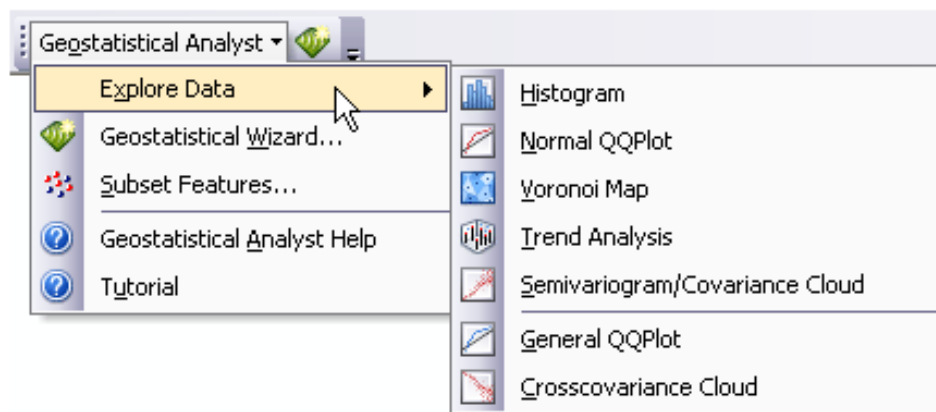 Geostatistical Analyst
Explore Data
Geostatistical Wizard...
Subset Features...
Geostatistical Analyst Help
Tutorial
Histogram
Normal QQPlot
Voronoi Map
Trend Analysis
Semivariogram/Covariance Cloud
General QQPlot
Crosscovariance Cloud